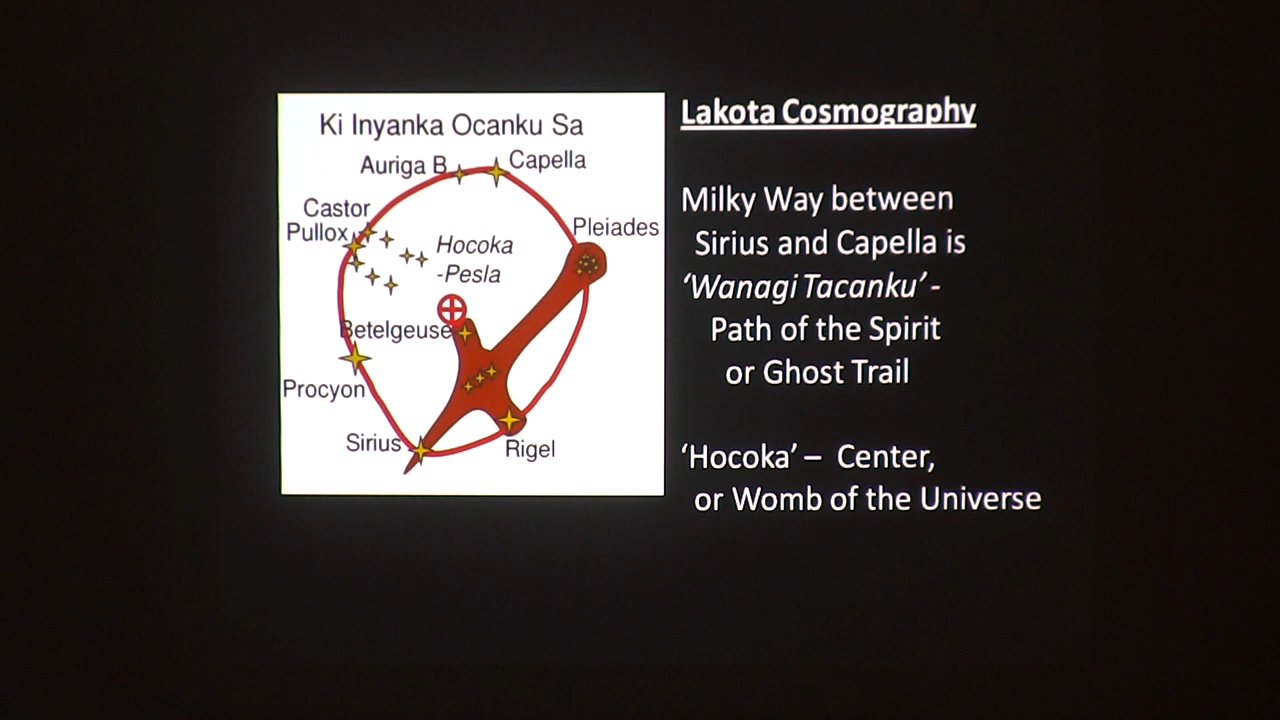 Ki Inyanka Ocanku Sa
Auriga B
Capella
Castor
Pullox
Pleiades
Hocoka
-Pesla
Betelgeuse
Procyon
Sirius
Rigel
Lakota Cosmography
Milky Way between
Sirius and Capella is
‘Wanagi Tacanku’ -
Path of the Spirit
or Ghost Trail
‘Hocoka’ – Center,
or Womb of the Universe